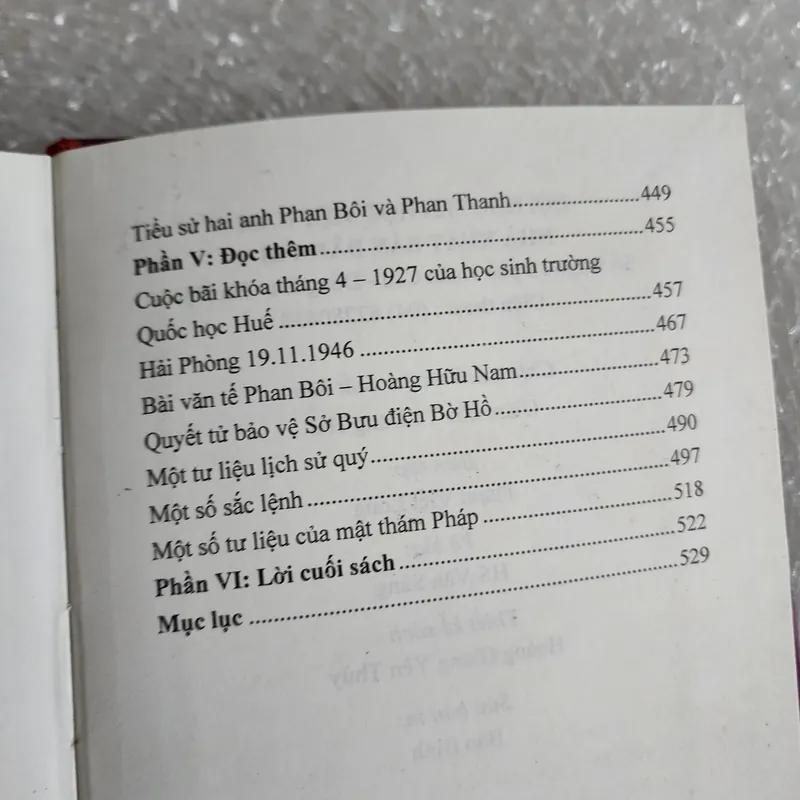 Tiểu sử hai anh Phan Bôi và Phan Thanh........................449
Phần V: Đọc thêm............................................................455
Cuộc bãi khóa tháng 4 – 1927 của học sinh trường
Quốc học Huế .................................................................457
Hải Phòng 19.11.1946 .....................................................467
Bài văn tế Phan Bôi – Hoàng Hữu Nam..........................473
Quyết tử bảo vệ Sở Bưu điện Bờ Hồ................................479
Một tư liệu lịch sử quý.....................................................490
Một số sắc lệnh ................................................................497
Một số tư liệu của mật thám Pháp....................................518
Phần VI: Lời cuối sách.....................................................522
Mục lục ............................................................................529